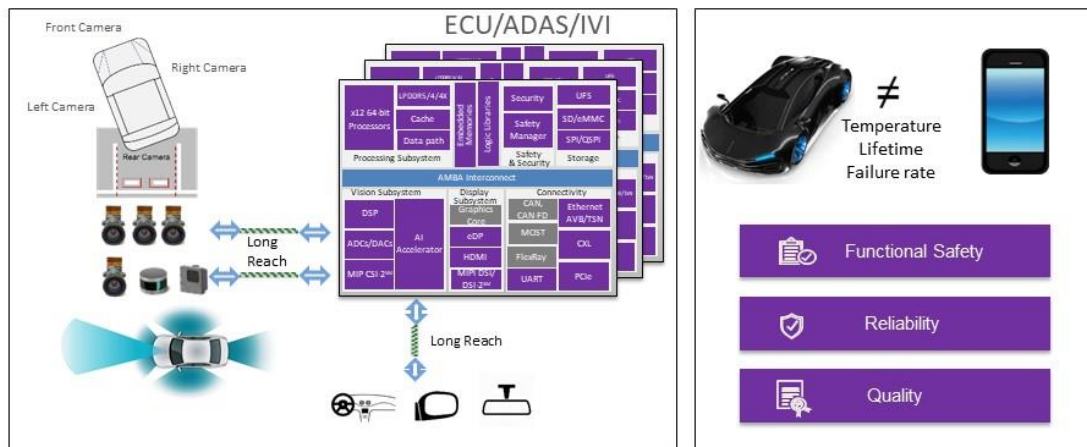 ECU/ADAS/IVI
Front Camera
Right Camera
Left Camera
Rear Camera
Long
Reach
x12 64-bit
Processors
LPDDR5/4/4X
Cache
Data path
Processing Subsystem
Embedded
Memories
Logic Libraries
Security
Safety
Manager
Safety
& Security
UFS
SD/eMMC
SPI/QSPI
Storage
AMBA Interconnect
Vision Subsystem
DSP
ADCs/DACs
MIP CSI-2℠
AI
Accelerator
Display
Subsystem
Graphics
Core
eDP
HDMI
MIPI DSI/
DSI-2℠
Connectivity
CAN,
CAN-FD
MOST
FlexRay
UART
Ethernet
AVB/TSN
CXL
PCIe
Long Reach
≠
Temperature
Lifetime
Failure rate
Functional Safety
Reliability
Quality